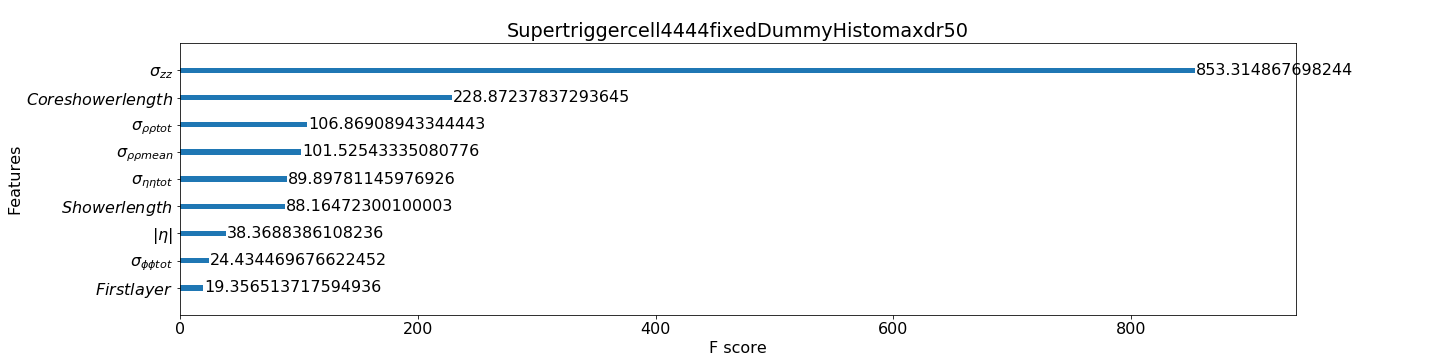 Supertriggercell4444fixedDummyHistomaxdr50
σzz 853.314867698244
Coreshowerlength 228.87237837293645
σρρtot 106.86908943344443
σρρmean 101.52543335080776
σηηtot 89.89781145976926
Showerlength 88.16472300100003
|η| 38.3688386108236
σϕϕtot 24.434469676622452
Firstlayer 19.356513717594936
0 200 400 600 800
F score
Features